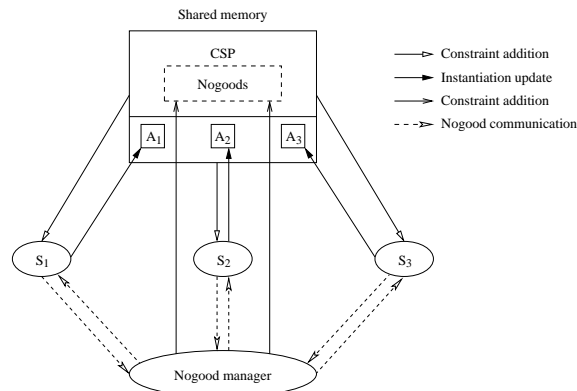 Shared memory
CSP
Nogoods
A1 A2 A3
Constraint addition
Instantiation update
Constraint addition
Nogood communication
S1 S2 S3
Nogood manager